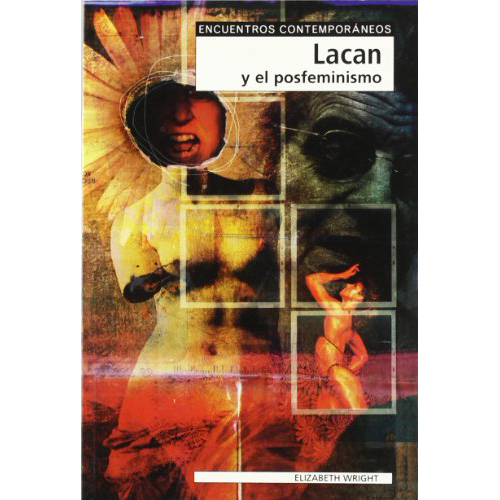 ENCUENTROS CONTEMPORÁNEOS
Lacan
y el posfeminismo
ELIZABETH WRIGHT